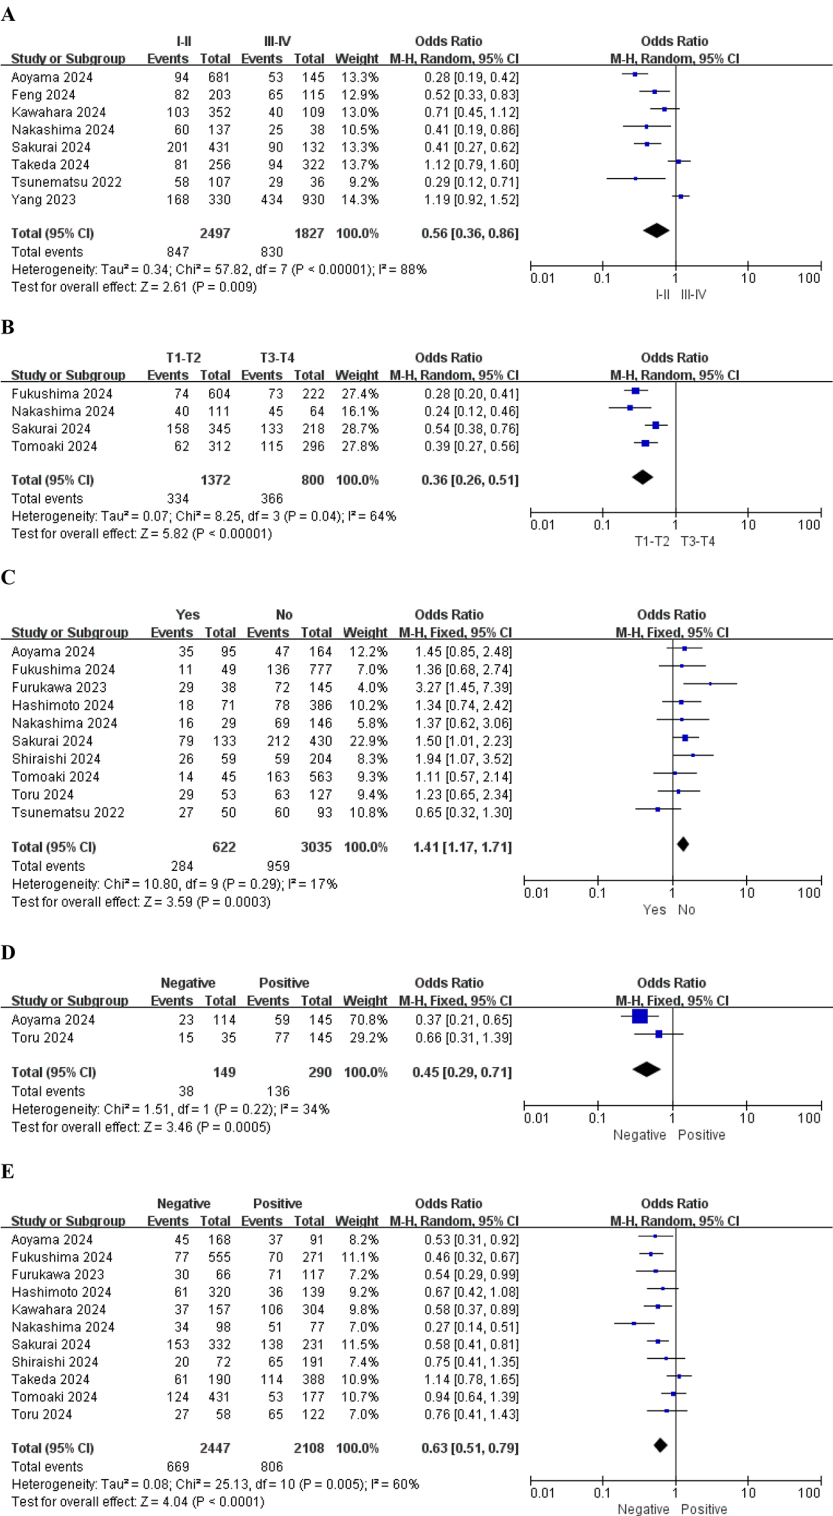 A
I-II III-IV Odds Ratio Odds Ratio
Study or Subgroup Events Total Events Total Weight M-H, Random, 95% CI M-H, Random, 95% CI
Aoyama 2024 94 681 53 145 13.3% 0.28 [0.19, 0.42]
Feng 2024 82 203 65 115 12.9% 0.52 [0.33, 0.83]
Kawahara 2024 103 352 40 109 13.0% 0.71 [0.45, 1.12]
Nakashima 2024 60 137 25 38 10.5% 0.41 [0.19, 0.86]
Sakurai 2024 201 431 90 132 13.2% 0.41 [0.27, 0.62]
Takeda 2024 81 256 94 322 13.7% 1.12 [0.79, 1.60]
Tsunematsu 2022 58 107 29 36 9.2% 0.29 [0.12, 0.71]
Yang 2023 168 330 434 930 14.3% 1.19 [0.92, 1.52]
Total (95% CI) 2497 1827 100.0% 0.56 [0.36, 0.86]
Total events 847 830
Heterogeneity: Tau² = 0.34; Chi² = 57.82, df = 7 (P < 0.00001); I² = 88%
Test for overall effect: Z = 2.61 (P = 0.009)
0.01 0.1 1 10 100
I-II III-IV
B
T1-T2 T3-T4 Odds Ratio Odds Ratio
Study or Subgroup Events Total Events Total Weight M-H, Random, 95% CI M-H, Random, 95% CI
Fukushima 2024 74 604 73 222 27.4% 0.28 [0.20, 0.41]
Nakashima 2024 40 111 45 64 16.1% 0.24 [0.12, 0.46]
Sakurai 2024 158 345 133 218 28.7% 0.54 [0.38, 0.76]
Tomoaki 2024 62 312 115 296 27.8% 0.39 [0.27, 0.56]
Total (95% CI) 1372 800 100.0% 0.36 [0.26, 0.51]
Total events 334 366
Heterogeneity: Tau² = 0.07; Chi² = 8.25, df = 3 (P = 0.04); I² = 64%
Test for overall effect: Z = 5.82 (P < 0.00001)
0.01 0.1 1 10 100
T1-T2 T3-T4
C
Yes No Odds Ratio Odds Ratio
Study or Subgroup Events Total Events Total Weight M-H, Fixed, 95% CI M-H, Fixed, 95% CI
Aoyama 2024 35 95 47 164 12.2% 1.45 [0.85, 2.48]
Fukushima 2024 11 49 136 777 7.0% 1.36 [0.68, 2.74]
Furukawa 2023 29 38 72 145 4.0% 3.27 [1.45, 7.39]
Hashimoto 2024 18 71 78 386 10.2% 1.34 [0.74, 2.42]
Nakashima 2024 16 29 69 146 5.8% 1.37 [0.62, 3.06]
Sakurai 2024 79 133 212 430 22.9% 1.50 [1.01, 2.23]
Shiraishi 2024 26 59 59 204 8.3% 1.94 [1.07, 3.52]
Tomoaki 2024 14 45 163 563 9.3% 1.11 [0.57, 2.14]
Toru 2024 29 53 63 127 9.4% 1.23 [0.65, 2.34]
Tsunematsu 2022 27 50 60 93 10.8% 0.65 [0.32, 1.30]
Total (95% CI) 622 3035 100.0% 1.41 [1.17, 1.71]
Total events 284 959
Heterogeneity: Chi² = 10.80, df = 9 (P = 0.29); I² = 17%
Test for overall effect: Z = 3.59 (P = 0.0003)
0.01 0.1 1 10 100
Yes No
D
Negative Positive Odds Ratio Odds Ratio
Study or Subgroup Events Total Events Total Weight M-H, Fixed, 95% CI M-H, Fixed, 95% CI
Aoyama 2024 23 114 59 145 70.8% 0.37 [0.21, 0.65]
Toru 2024 15 35 77 145 29.2% 0.66 [0.31, 1.39]
Total (95% CI) 149 290 100.0% 0.45 [0.29, 0.71]
Total events 38 136
Heterogeneity: Chi² = 1.51, df = 1 (P = 0.22); I² = 34%
Test for overall effect: Z = 3.46 (P = 0.0005)
0.01 0.1 1 10 100
Negative Positive
E
Negative Positive Odds Ratio Odds Ratio
Study or Subgroup Events Total Events Total Weight M-H, Random, 95% CI M-H, Random, 95% CI
Aoyama 2024 45 168 37 91 8.2% 0.53 [0.31, 0.92]
Fukushima 2024 77 555 70 271 11.1% 0.46 [0.32, 0.67]
Furukawa 2023 30 66 71 117 7.2% 0.54 [0.29, 0.99]
Hashimoto 2024 61 320 36 139 9.2% 0.67 [0.42, 1.08]
Kawahara 2024 37 157 106 304 9.8% 0.58 [0.37, 0.89]
Nakashima 2024 34 98 51 77 7.0% 0.27 [0.14, 0.51]
Sakurai 2024 153 332 138 231 11.5% 0.58 [0.41, 0.81]
Shiraishi 2024 20 72 65 191 7.4% 0.75 [0.41, 1.35]
Takeda 2024 61 190 114 388 10.9% 1.14 [0.78, 1.65]
Tomoaki 2024 124 431 53 177 10.7% 0.94 [0.64, 1.39]
Toru 2024 27 58 65 122 7.0% 0.76 [0.41, 1.43]
Total (95% CI) 2447 2108 100.0% 0.63 [0.51, 0.79]
Total events 669 806
Heterogeneity: Tau² = 0.08; Chi² = 25.13, df = 10 (P = 0.005); I² = 60%
Test for overall effect: Z = 4.04 (P < 0.0001)
0.01 0.1 1 10 100
Negative Positive